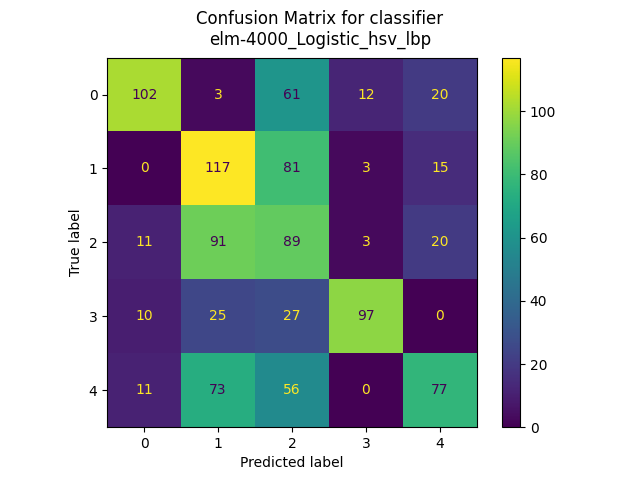 Confusion Matrix for classifier
elm-4000_Logistic_hsv_lbp
0 102 3 61 12 20
1 0 117 81 3 15
2 11 91 89 3 20
3 10 25 27 97 0
4 11 73 56 0 77
0 1 2 3 4
True label
Predicted label
100
80
60
40
20
0